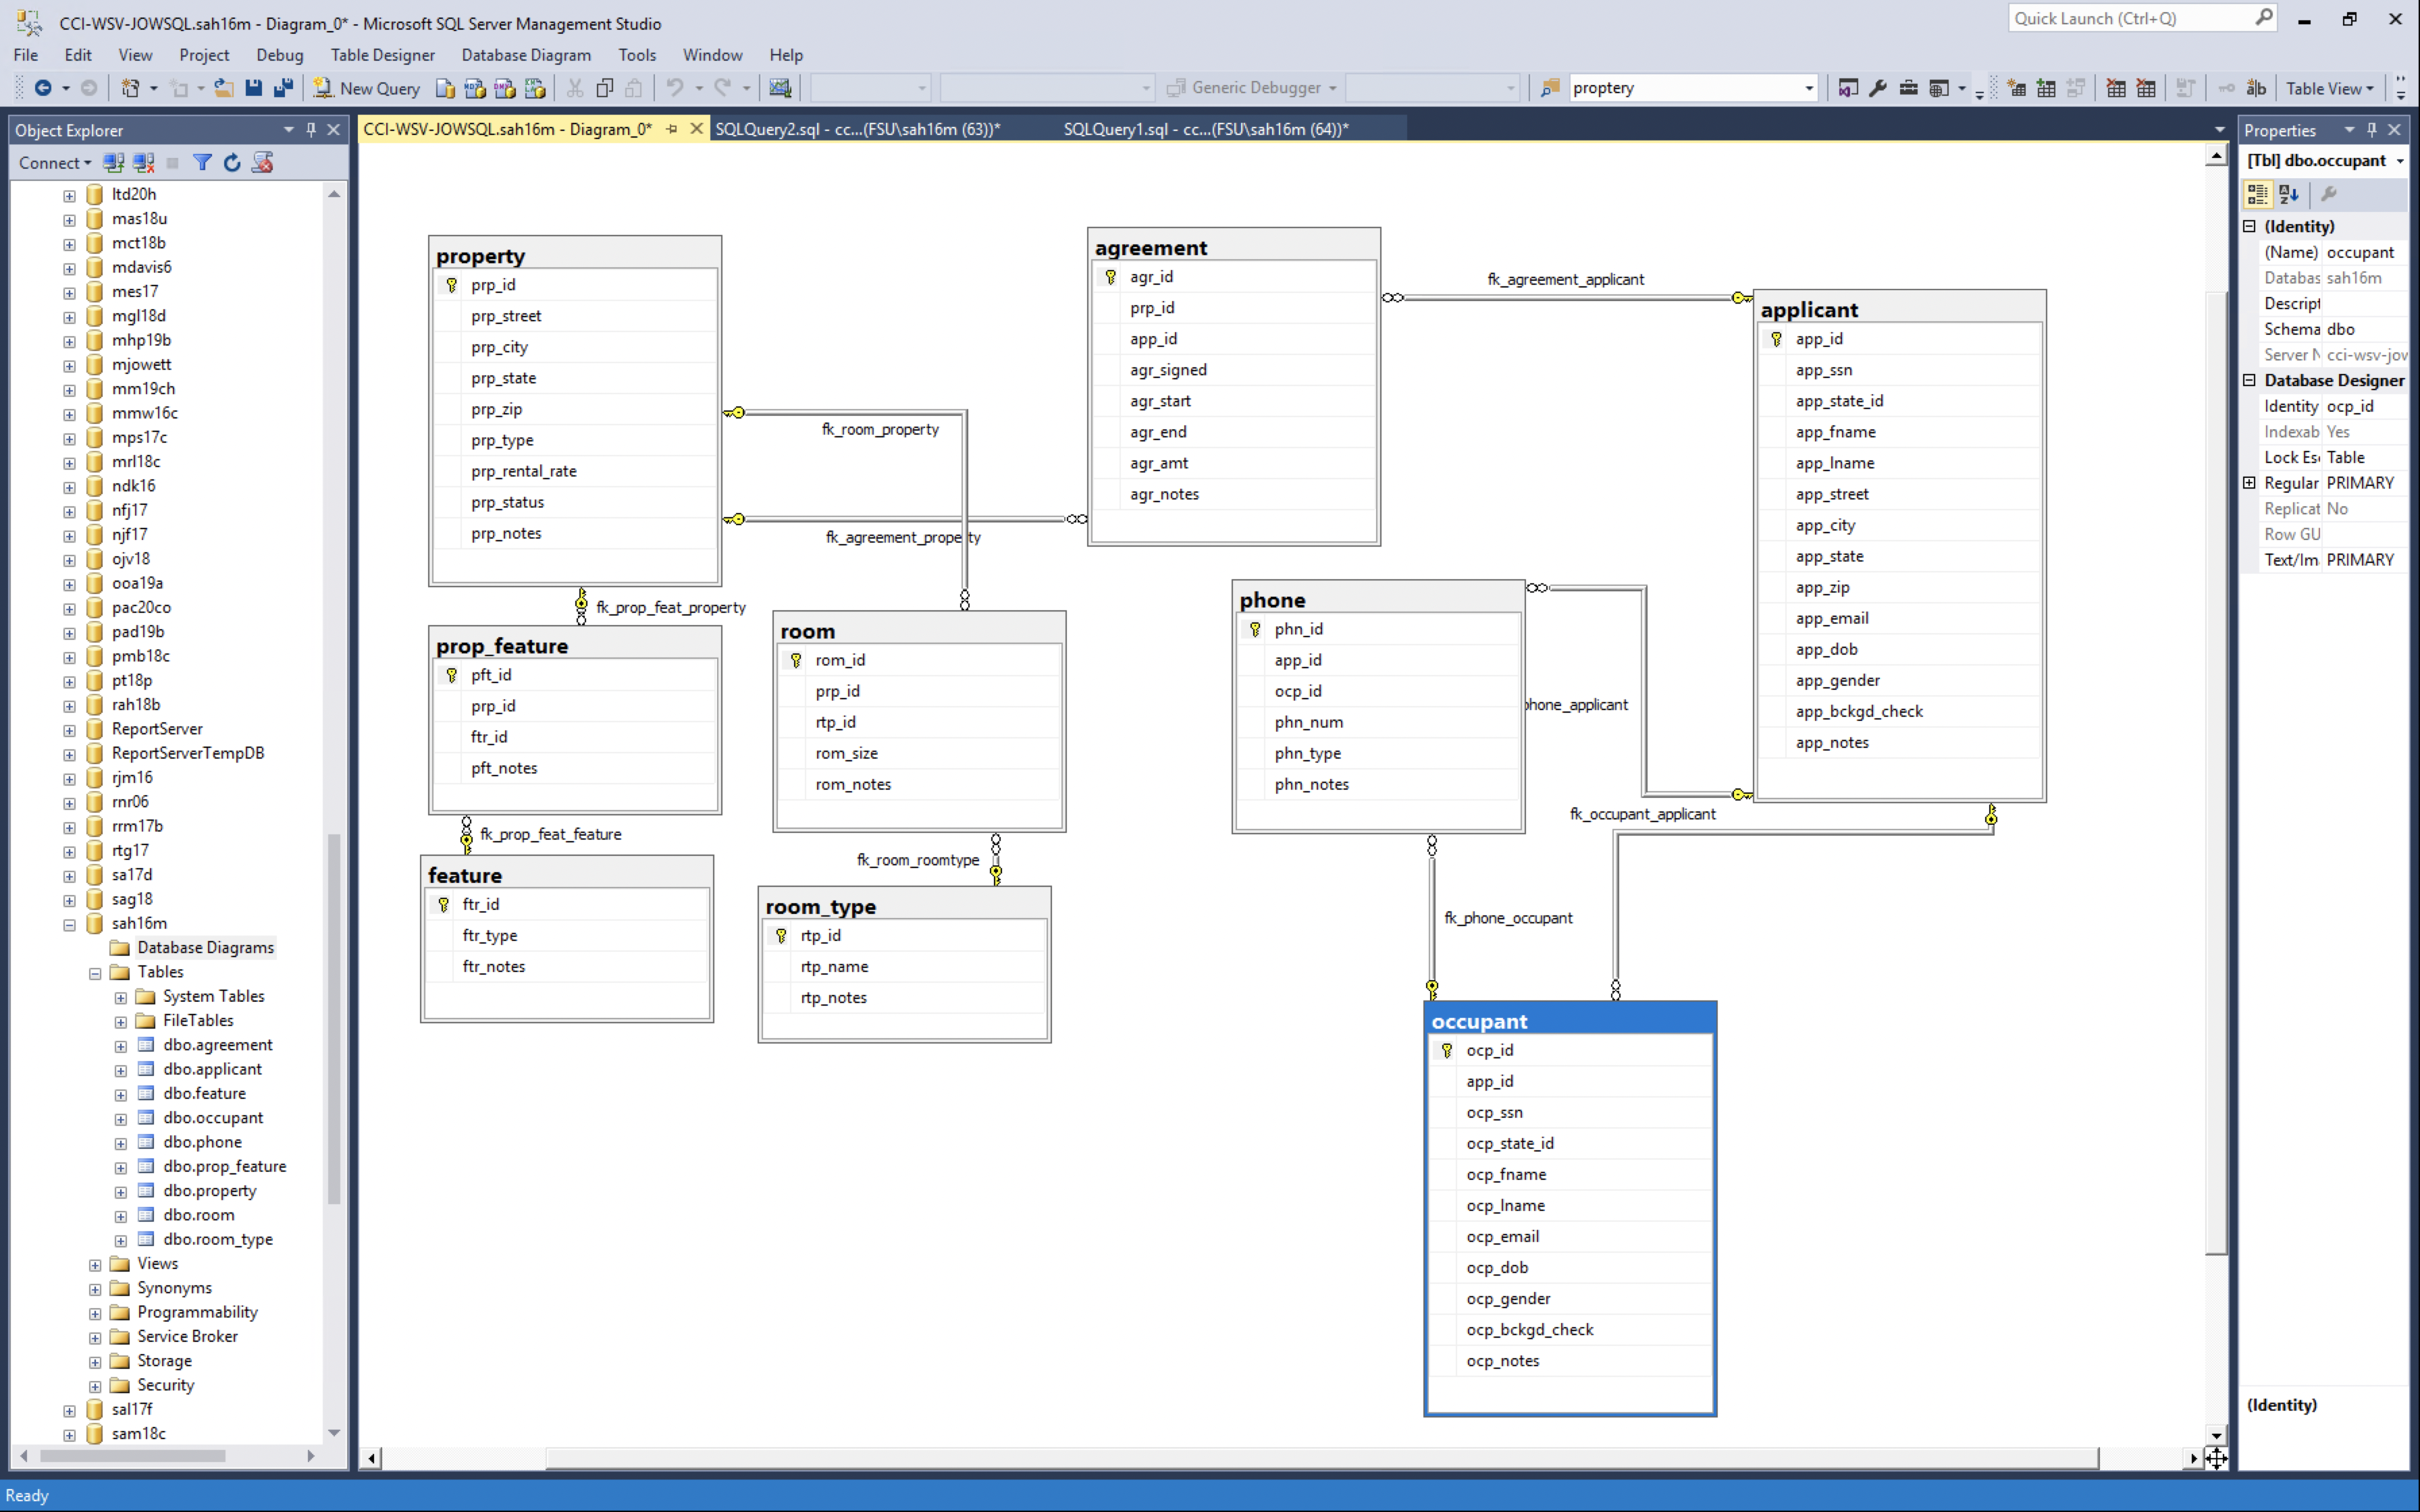 CCI-WSV-JOWSQL.sah16m - Diagram_0* - Microsoft SQL Server Management Studio
Quick Launch (Ctrl+Q)
File Edit View Project Debug Table Designer Database Diagram Tools Window Help
New Query
Generic Debugger
proptery
Table View
Object Explorer
Connect
ltd20h
mas18u
mct18b
mdavis6
mes17
mgl18d
mhp19b
mjowett
mm19ch
mmw16c
mps17c
mrl18c
ndk16
nfj17
njf17
ojv18
ooa19a
pac20co
pad19b
pmb18c
pt18p
rah18b
ReportServer
ReportServerTempDB
rjm16
rnr06
rrm17b
rtg17
sa17d
sag18
sah16m
Database Diagrams
Tables
System Tables
FileTables
dbo.agreement
dbo.applicant
dbo.feature
dbo.occupant
dbo.phone
dbo.prop_feature
dbo.property
dbo.room
dbo.room_type
Views
Synonyms
Programmability
Service Broker
Storage
Security
sal17f
sam18c
CCI-WSV-JOWSQL.sah16m - Diagram_0*
SQLQuery2.sql - cc...(FSU\sah16m (63))*
SQLQuery1.sql - cc...(FSU\sah16m (64))*
property
prp_id
prp_street
prp_city
prp_state
prp_zip
prp_type
prp_rental_rate
prp_status
prp_notes
fk_room_property
fk_agreement_property
fk_prop_feat_property
prop_feature
pft_id
prp_id
ftr_id
pft_notes
fk_prop_feat_feature
feature
ftr_id
ftr_type
ftr_notes
room
rom_id
prp_id
rtp_id
rom_size
rom_notes
fk_room_roomtype
room_type
rtp_id
rtp_name
rtp_notes
agreement
agr_id
prp_id
app_id
agr_signed
agr_start
agr_end
agr_amt
agr_notes
fk_agreement_applicant
applicant
app_id
app_ssn
app_state_id
app_fname
app_lname
app_street
app_city
app_state
app_zip
app_email
app_dob
app_gender
app_bckgd_check
app_notes
phone
phn_id
app_id
ocp_id
phn_num
phn_type
phn_notes
phone_applicant
fk_occupant_applicant
fk_phone_occupant
occupant
ocp_id
app_id
ocp_ssn
ocp_state_id
ocp_fname
ocp_lname
ocp_email
ocp_dob
ocp_gender
ocp_bckgd_check
ocp_notes
Properties
[Tbl] dbo.occupant
(Identity)
(Name) occupant
Databas sah16m
Descript
Schema dbo
Server N cci-wsv-jov
Database Designer
Identity ocp_id
Indexab Yes
Lock Es Table
Regular PRIMARY
Replicat No
Row GU
Text/Im PRIMARY
(Identity)
Ready